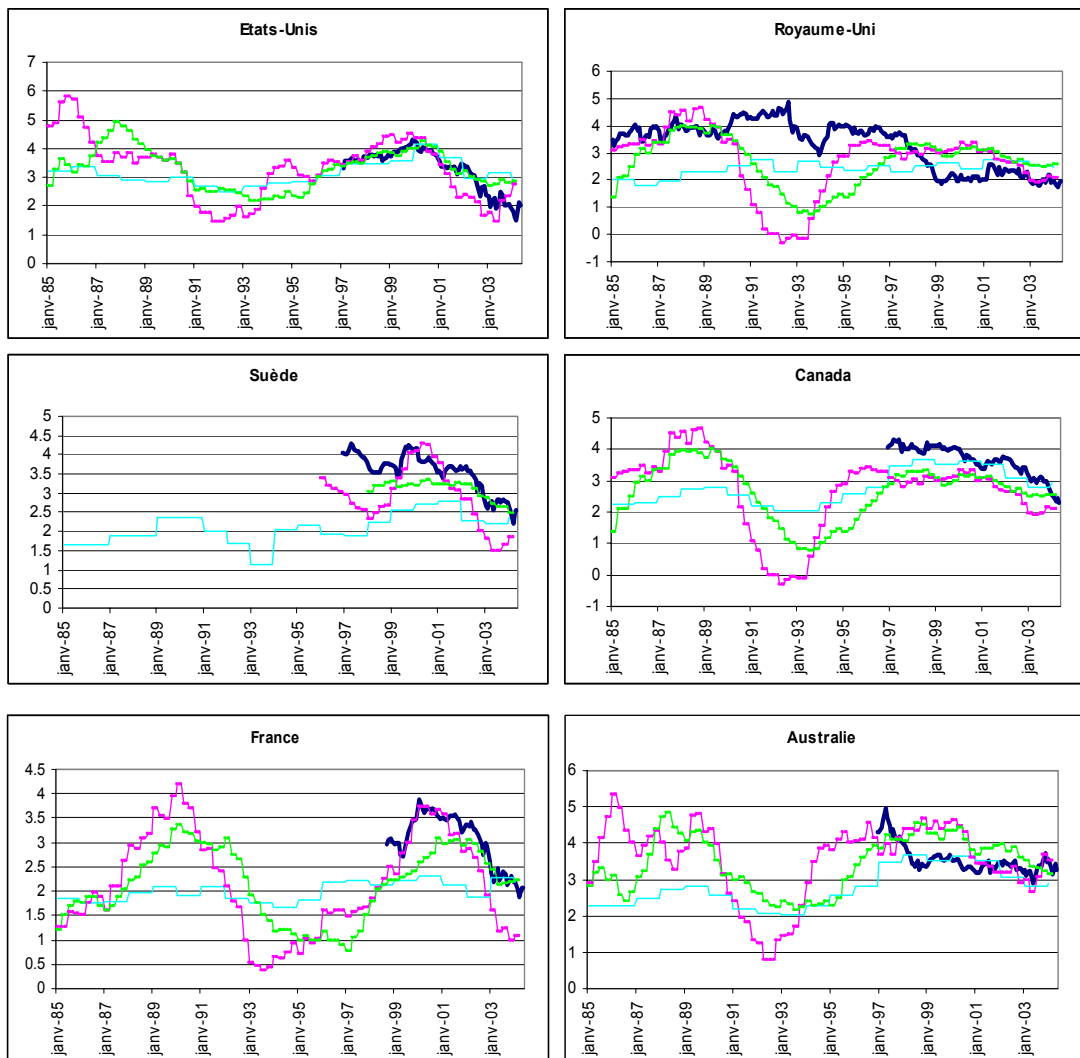 Etats-Unis
7
6
5
4
3
2
1
0
janv-85
janv-87
janv-89
janv-91
janv-93
janv-95
janv-97
janv-99
janv-01
janv-03
Royaume-Uni
6
5
4
3
2
1
0
-1
janv-85
janv-87
janv-89
janv-91
janv-93
janv-95
janv-97
janv-99
janv-01
janv-03
Suède
5
4.5
4
3.5
3
2.5
2
1.5
1
0.5
0
janv-85
janv-87
janv-89
janv-91
janv-93
janv-95
janv-97
janv-99
janv-01
janv-03
Canada
5
4
3
2
1
0
-1
janv-85
janv-87
janv-89
janv-91
janv-93
janv-95
janv-97
janv-99
janv-01
janv-03
France
4.5
4
3.5
3
2.5
2
1.5
1
0.5
0
janv-85
janv-87
janv-89
janv-91
janv-93
janv-95
janv-97
janv-99
janv-01
janv-03
Australie
6
5
4
3
2
1
0
janv-85
janv-87
janv-89
janv-91
janv-93
janv-95
janv-97
janv-99
janv-01
janv-03